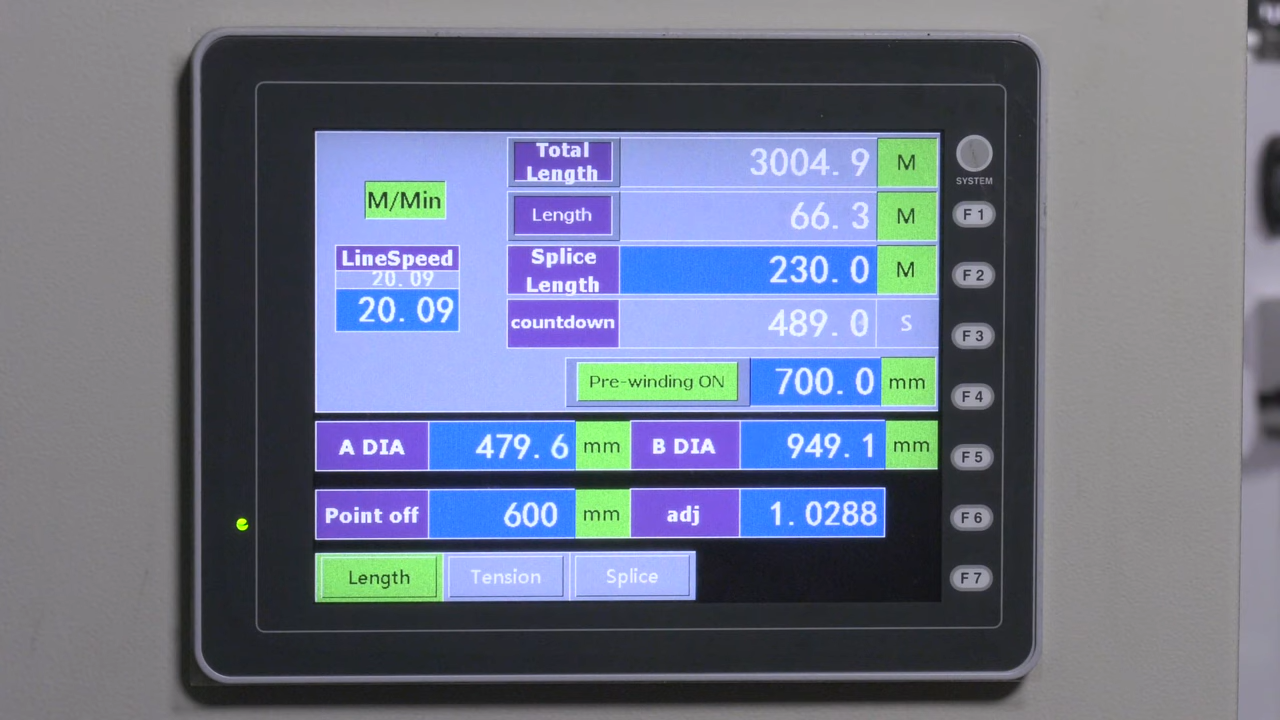 Total
Length
3004.9 M
M/Min
Length 66.3 M
LineSpeed
20.09
20.09
Splice
Length
230.0 M
countdown 489.0 S
Pre-winding ON 700.0 mm
A DIA 479.6 mm B DIA 949.1 mm
Point off 600 mm adj 1.0288
Length Tension Splice
SYSTEM
F1
F2
F3
F4
F5
F6
F7